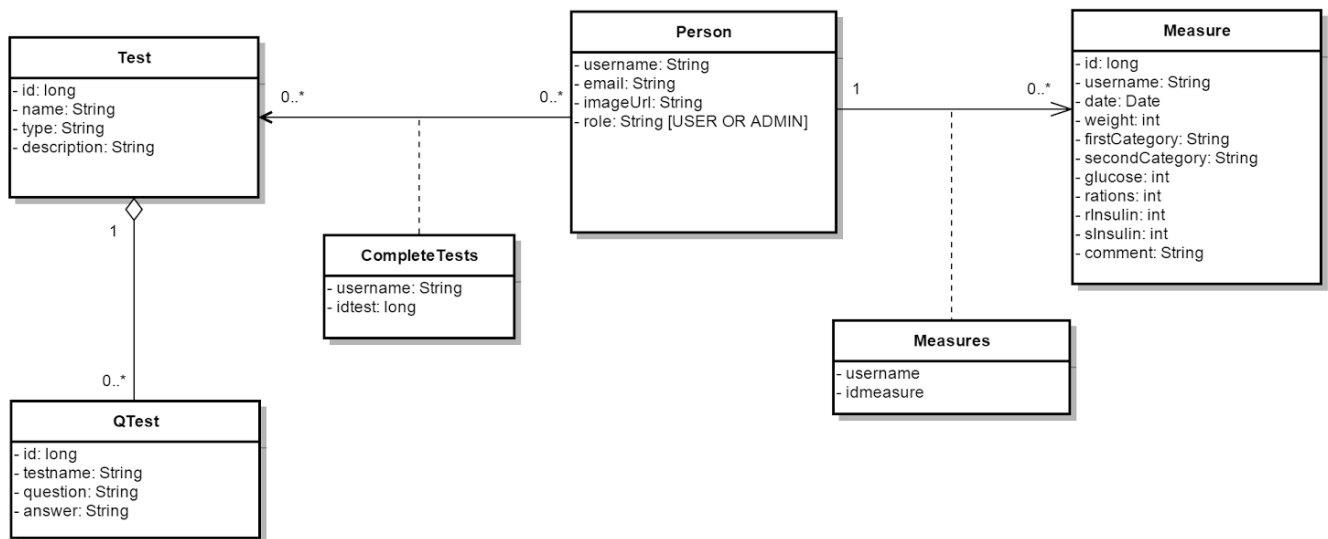 Test
- id: long
- name: String
- type: String
- description: String
0..*
0..*
Person
- username: String
- email: String
- imageUrl: String
- role: String [USER OR ADMIN]
1
0..*
Measure
- id: long
- username: String
- date: Date
- weight: int
- firstCategory: String
- secondCategory: String
- glucose: int
- rations: int
- rInsulin: int
- sInsulin: int
- comment: String
1
0..*
CompleteTests
- username: String
- idtest: long
Measures
- username
- idmeasure
QTest
- id: long
- testname: String
- question: String
- answer: String